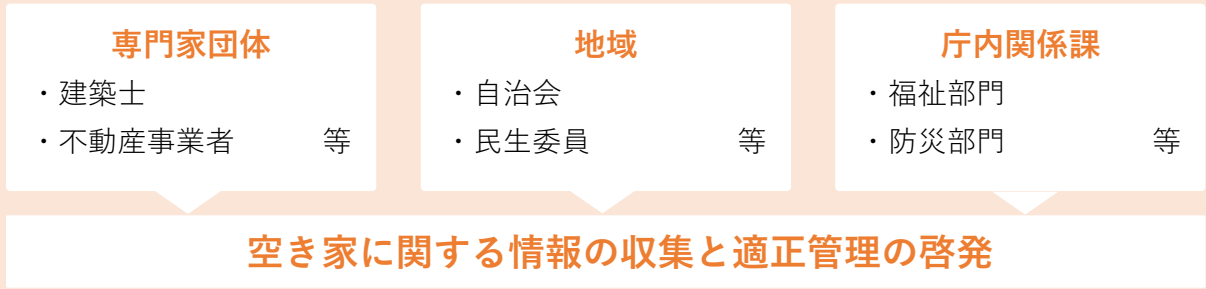 専門家団体
・建築士
・不動産事業者 等
地域
・自治会
・民生委員 等
庁内関係課
・福祉部門
・防災部門 等
空き家に関する情報の収集と適正管理の啓発